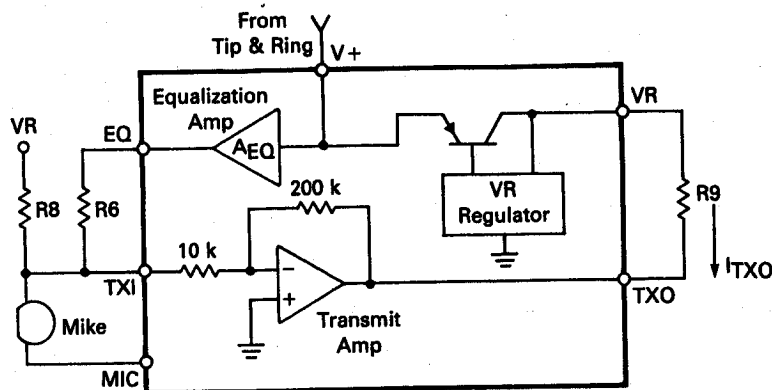 From
Tip & Ring
V+
Equalization
Amp
VR
EQ
AEQ
VR
R8
R6
VR
Regulator
R9
200 k
10 k
ITXO
TXI
−
+
Transmit
Amp
TXO
Mike
MIC